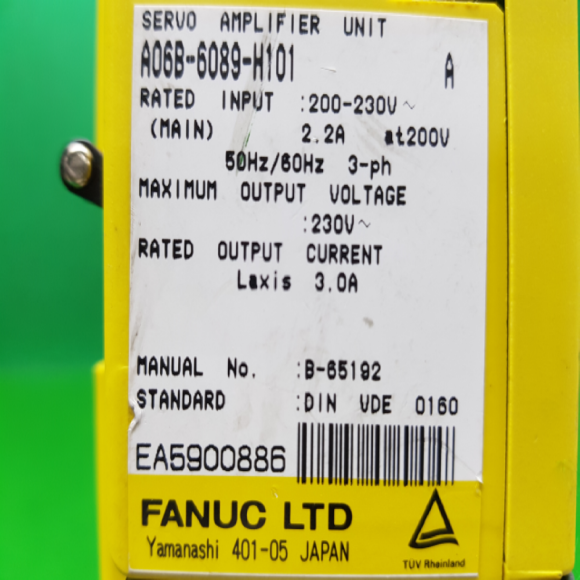 SERVO AMPLIFIER UNIT
A06B-6089-H101 A
RATED INPUT :200-230V~
(MAIN) 2.2A at200V
50Hz/60Hz 3-ph
MAXIMUM OUTPUT VOLTAGE
:230V~
RATED OUTPUT CURRENT
Laxis 3.0A
MANUAL No. :B-65192
STANDARD :DIN VDE 0160
EA5900886
FANUC LTD
Yamanashi 401-05 JAPAN
TÜV Rheinland